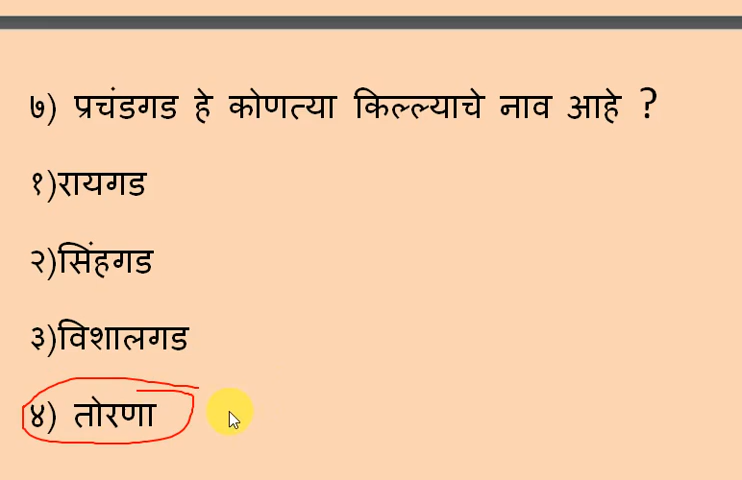 ७) प्रचंडगड हे कोणत्या किल्ल्याचे नाव आहे ?
१)रायगड
२)सिंहगड
३)विशालगड
४) तोरणा